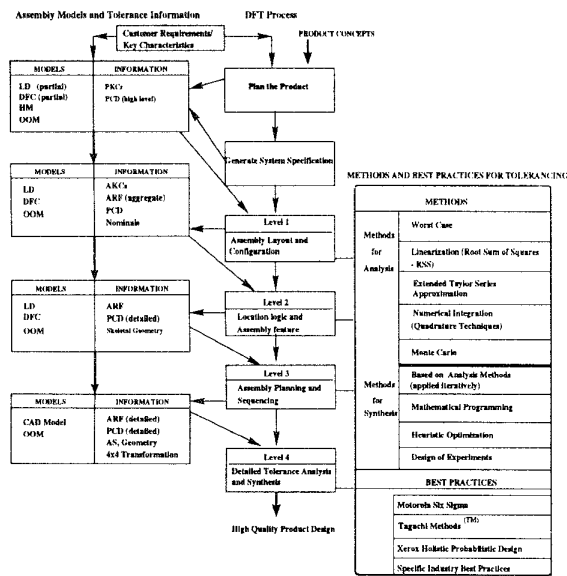 Assembly Models and Tolerance Information
DFT Process
Customer Requirements/
Key Characteristics
PRODUCT CONCEPTS
MODELS
INFORMATION
LD (partial)
DFC (partial)
HM
OOM
PKCs
PCD (high level)
Plan the Product
Generate System Specification
MODELS
INFORMATION
LD
DFC
OOM
AKCs
ARF (aggregate)
PCD
Nominals
Level 1
Assembly Layout and
Configuration
MODELS
INFORMATION
LD
DFC
OOM
ARF
PCD (detailed)
Skeletal Geometry
Level 2
Location logic and
Assembly feature
Level 3
Assembly Planning and
Sequencing
MODELS
INFORMATION
CAD Model
OOM
ARF (detailed)
PCD (detailed)
AS, Geometry
4x4 Transformation
Level 4
Detailed Tolerance Analysis
and Synthesis
High Quality Product Design
METHODS AND BEST PRACTICES FOR TOLERANCING
METHODS
Methods
for
Analysis
Worst Case
Linearization (Root Sum of Squares
- RSS)
Extended Taylor Series
Approximation
Numerical Integration
(Quadrature Techniques)
Monte Carlo
Methods
for
Synthesis
Based on Analysis Methods
(applied iteratively)
Mathematical Programming
Heuristic Optimization
Design of Experiments
BEST PRACTICES
Motorola Six Sigma
Taguchi Methods (TM)
Xerox Holistic Probabilistic Design
Specific Industry Best Practices